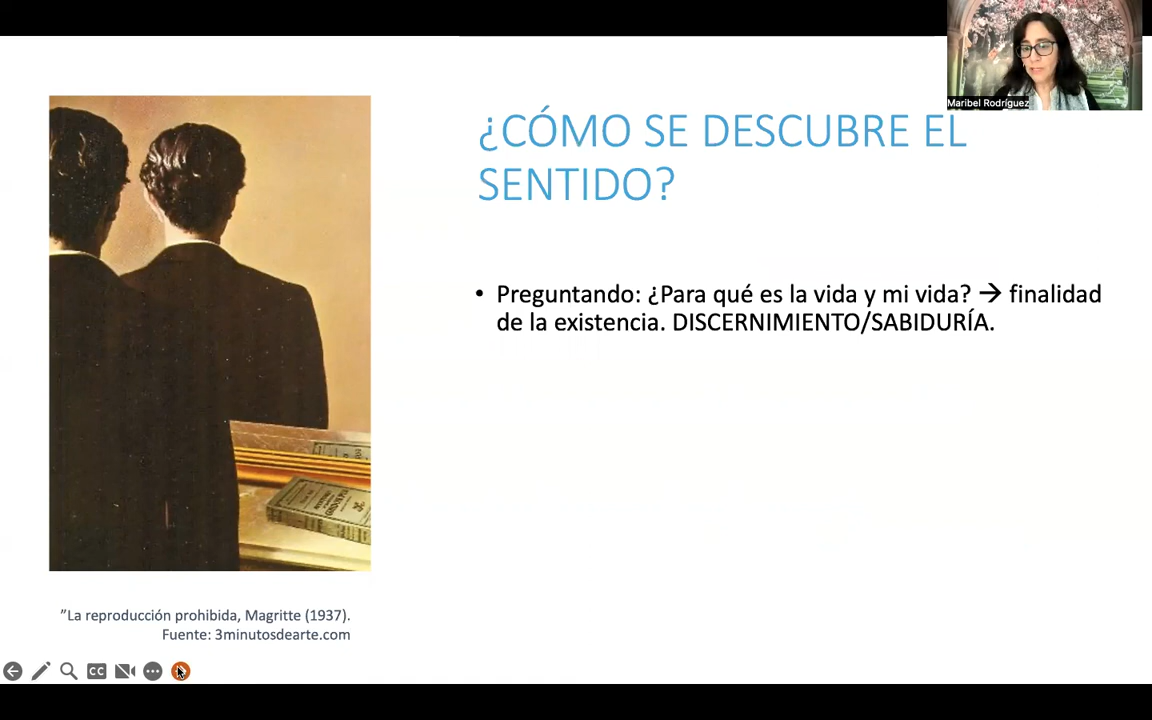 Maribel Rodríguez
¿CÓMO SE DESCUBRE EL
SENTIDO?
• Preguntando: ¿Para qué es la vida y mi vida? → finalidad
de la existencia. DISCERNIMIENTO/SABIDURÍA.
”La reproducción prohibida, Magritte (1937).
Fuente: 3minutosdearte.com
CC